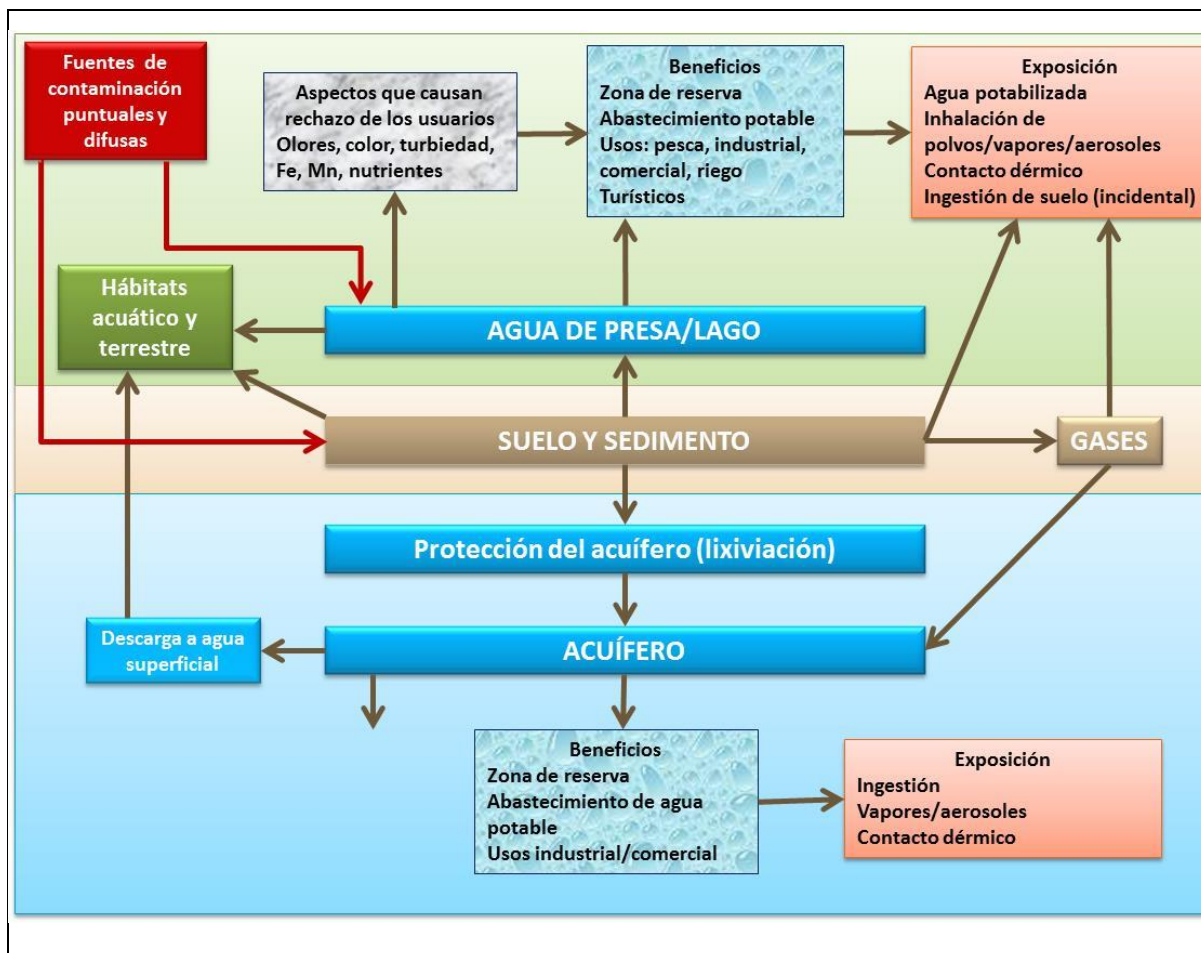 Fuentes de
contaminación
puntuales y
difusas
Aspectos que causan
rechazo de los usuarios
Olores, color, turbiedad,
Fe, Mn, nutrientes
Beneficios
Zona de reserva
Abastecimiento potable
Usos: pesca, industrial,
comercial, riego
Turísticos
Exposición
Agua potabilizada
Inhalación de
polvos/vapores/aerosoles
Contacto dérmico
Ingestión de suelo (incidental)
Hábitats
acuático y
terrestre
AGUA DE PRESA/LAGO
SUELO Y SEDIMENTO
GASES
Protección del acuífero (lixiviación)
Descarga a agua
superficial
ACUÍFERO
Beneficios
Zona de reserva
Abastecimiento de agua
potable
Usos industrial/comercial
Exposición
Ingestión
Vapores/aerosoles
Contacto dérmico